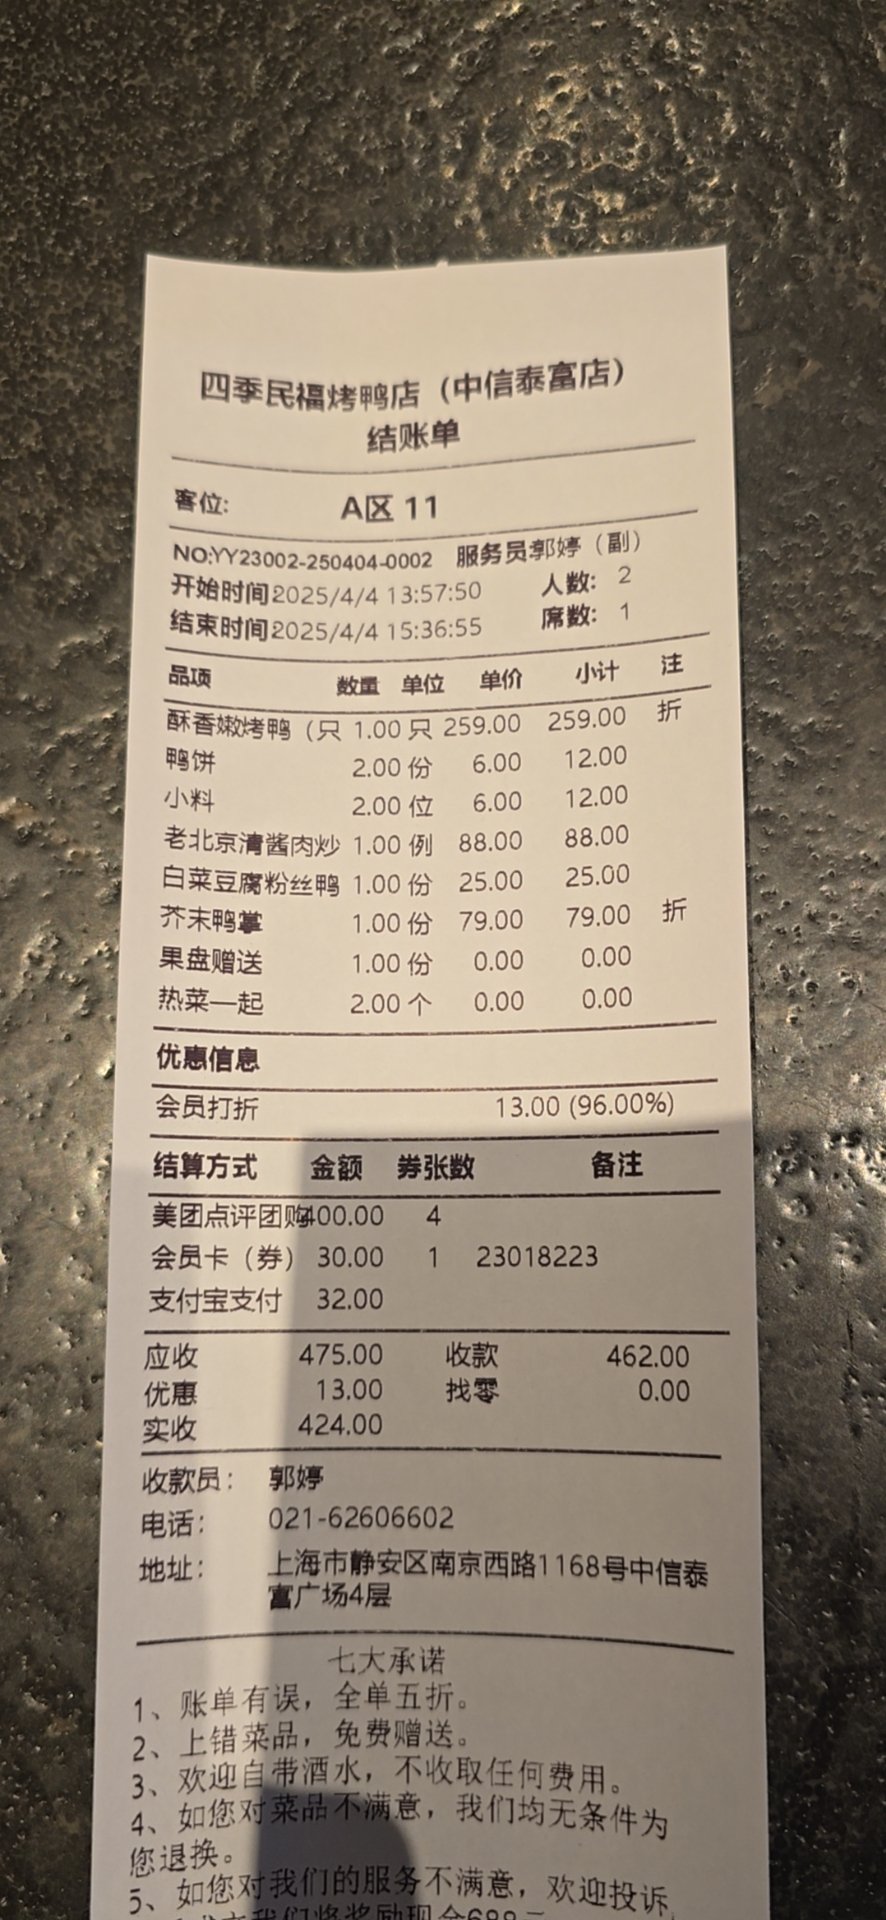 四季民福烤鸭店（中信泰富店）
结账单
客位: A区 11
NO:YY23002-250404-0002 服务员郭婷（副）
开始时间2025/4/4 13:57:50 人数: 2
结束时间2025/4/4 15:36:55 席数: 1
品项 数量 单位 单价 小计 注
酥香嫩烤鸭（只 1.00 只 259.00 259.00 折
鸭饼 2.00 份 6.00 12.00
小料 2.00 位 6.00 12.00
老北京清酱肉炒 1.00 例 88.00 88.00
白菜豆腐粉丝鸭 1.00 份 25.00 25.00
芥末鸭掌 1.00 份 79.00 79.00 折
果盘赠送 1.00 份 0.00 0.00
热菜一起 2.00 个 0.00 0.00
优惠信息
会员打折 13.00 (96.00%)
结算方式 金额 券张数 备注
美团点评团购400.00 4
会员卡（券） 30.00 1 23018223
支付宝支付 32.00
应收 475.00 收款 462.00
优惠 13.00 找零 0.00
实收 424.00
收款员: 郭婷
电话: 021-62606602
地址: 上海市静安区南京西路1168号中信泰
富广场4层
七大承诺
1、账单有误，全单五折。
2、上错菜品，免费赠送。
3、欢迎自带酒水，不收取任何费用。
4、如您对菜品不满意，我们均无条件为
您退换。
5、如您对我们的服务不满意，欢迎投诉，
我们将奖励现金688元